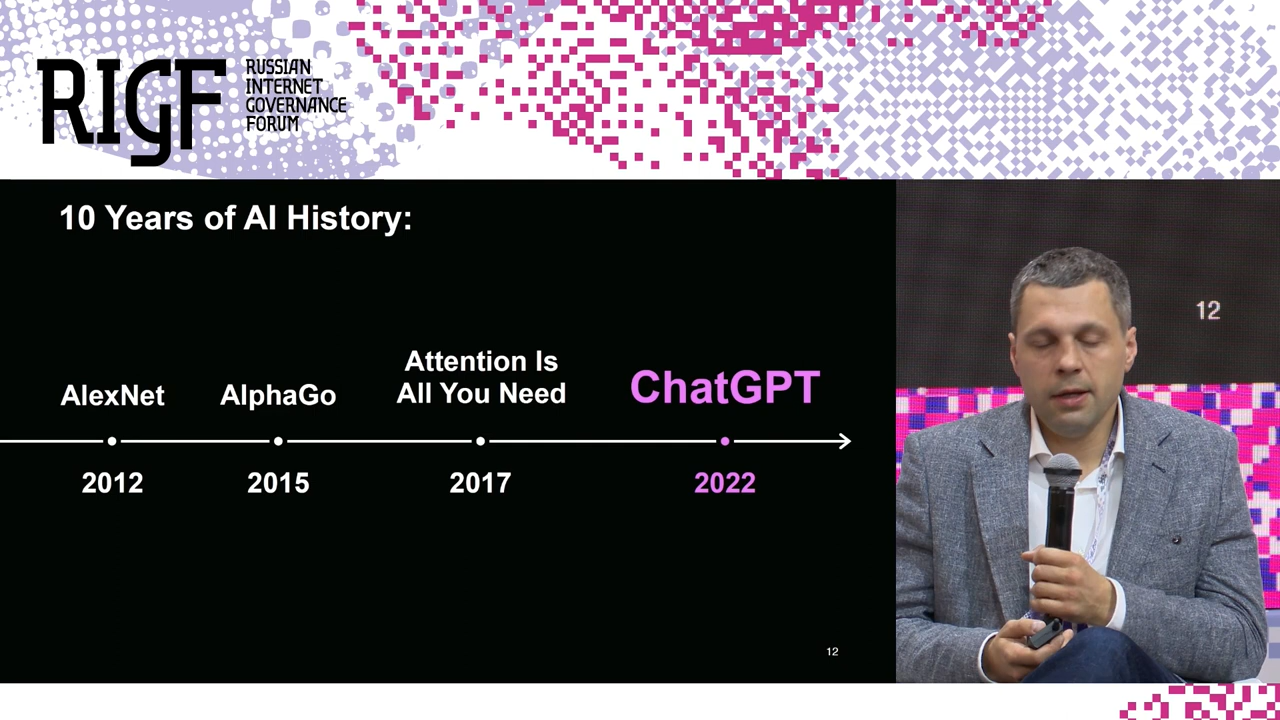 RIGF
RUSSIAN
INTERNET
GOVERNANCE
FORUM
10 Years of AI History:
AlexNet
AlphaGo
Attention Is
All You Need
ChatGPT
2012
2015
2017
2022
12
12